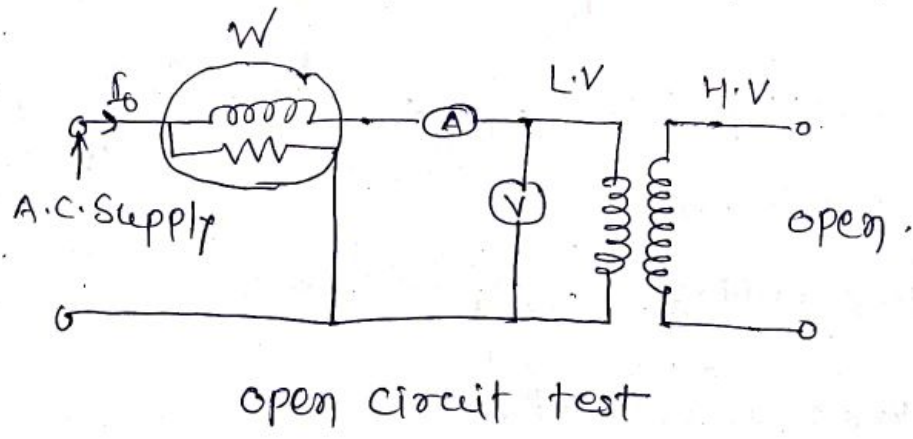 W
I₀
L.V
H.V.
A
V
A.C. Supply
open.
open circuit test